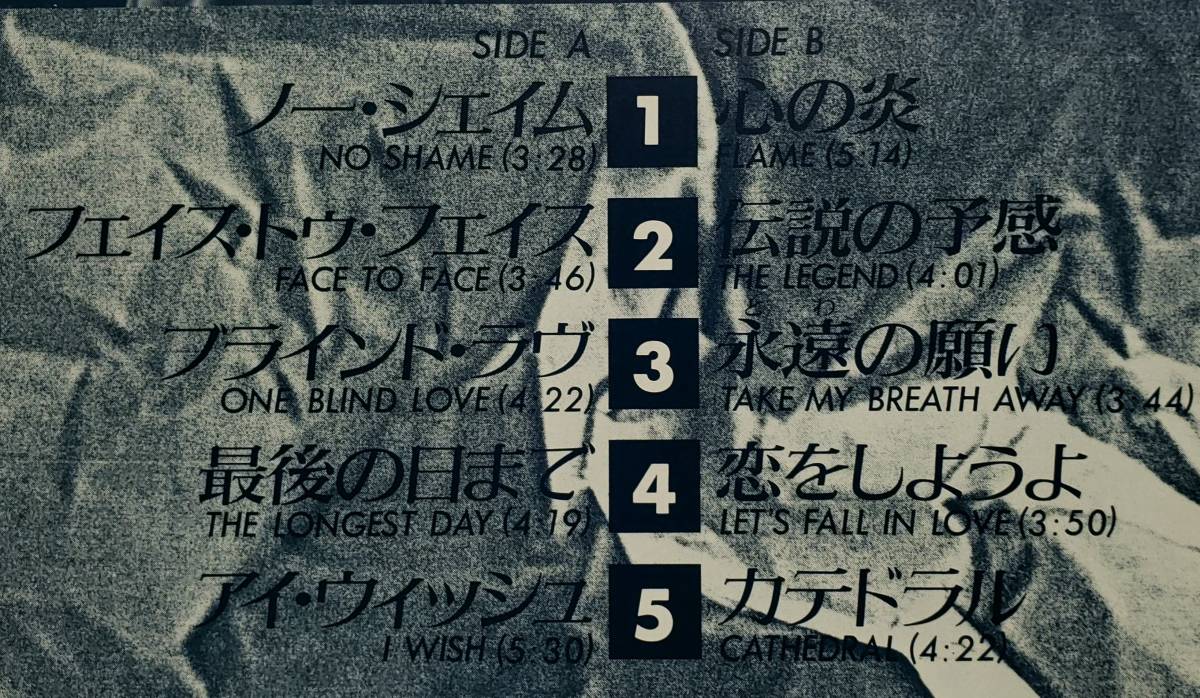 SIDE A
ノー・シェイム
NO SHAME (3:28)
フェイス・トゥ・フェイス
FACE TO FACE (3:46)
ブラインド・ラヴ
ONE BLIND LOVE (4:22)
最後の日まで
THE LONGEST DAY (4:19)
アイ・ウィッシュ
I WISH (5:30)
1
2
3
4
5
SIDE B
心の炎
FLAME (5:14)
伝説の予感
THE LEGEND (4:01)
とわ
永遠の願い
TAKE MY BREATH AWAY (3:44)
恋をしようよ
LET'S FALL IN LOVE (3:50)
カテドラル
CATHEDRAL (4:22)